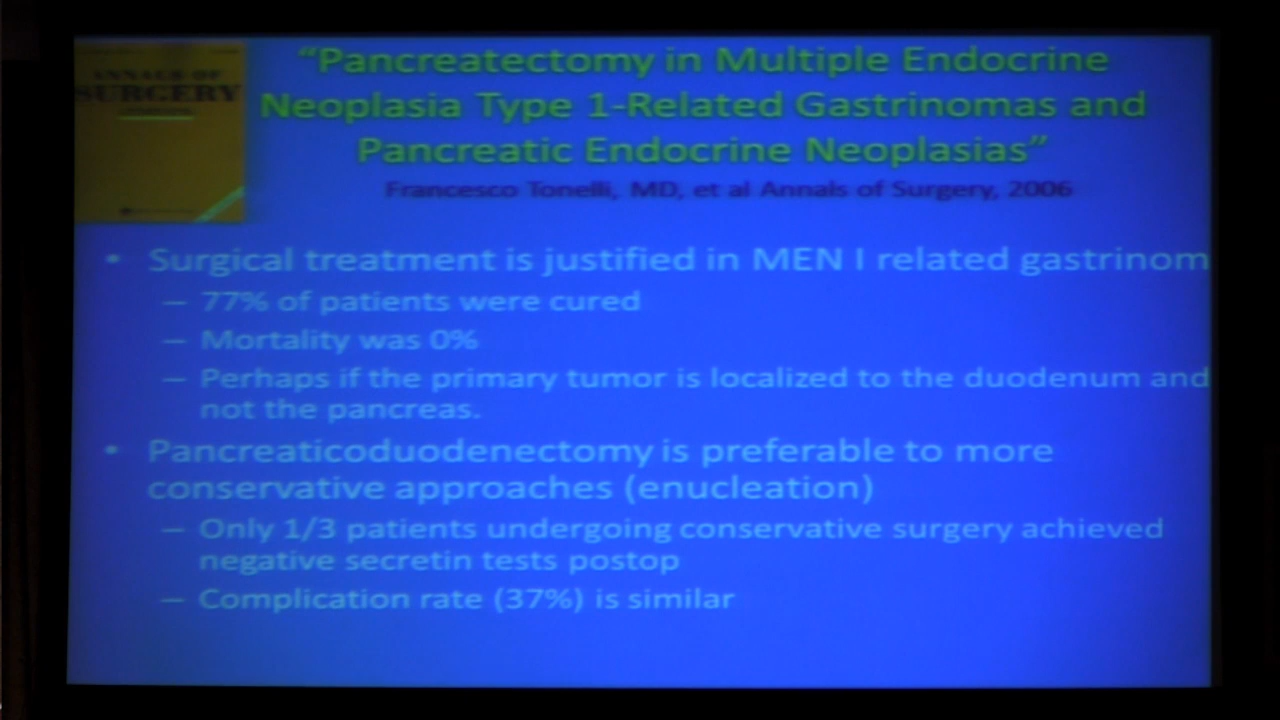 ANNALS OF
SURGERY
“Pancreatectomy in Multiple Endocrine
Neoplasia Type 1-Related Gastrinomas and
Pancreatic Endocrine Neoplasias”
Francesco Tonelli, MD, et al Annals of Surgery, 2006
• Surgical treatment is justified in MEN I related gastrinom
– 77% of patients were cured
– Mortality was 0%
– Perhaps if the primary tumor is localized to the duodenum and
not the pancreas.
• Pancreaticoduodenectomy is preferable to more
conservative approaches (enucleation)
– Only 1/3 patients undergoing conservative surgery achieved
negative secretin tests postop
– Complication rate (37%) is similar